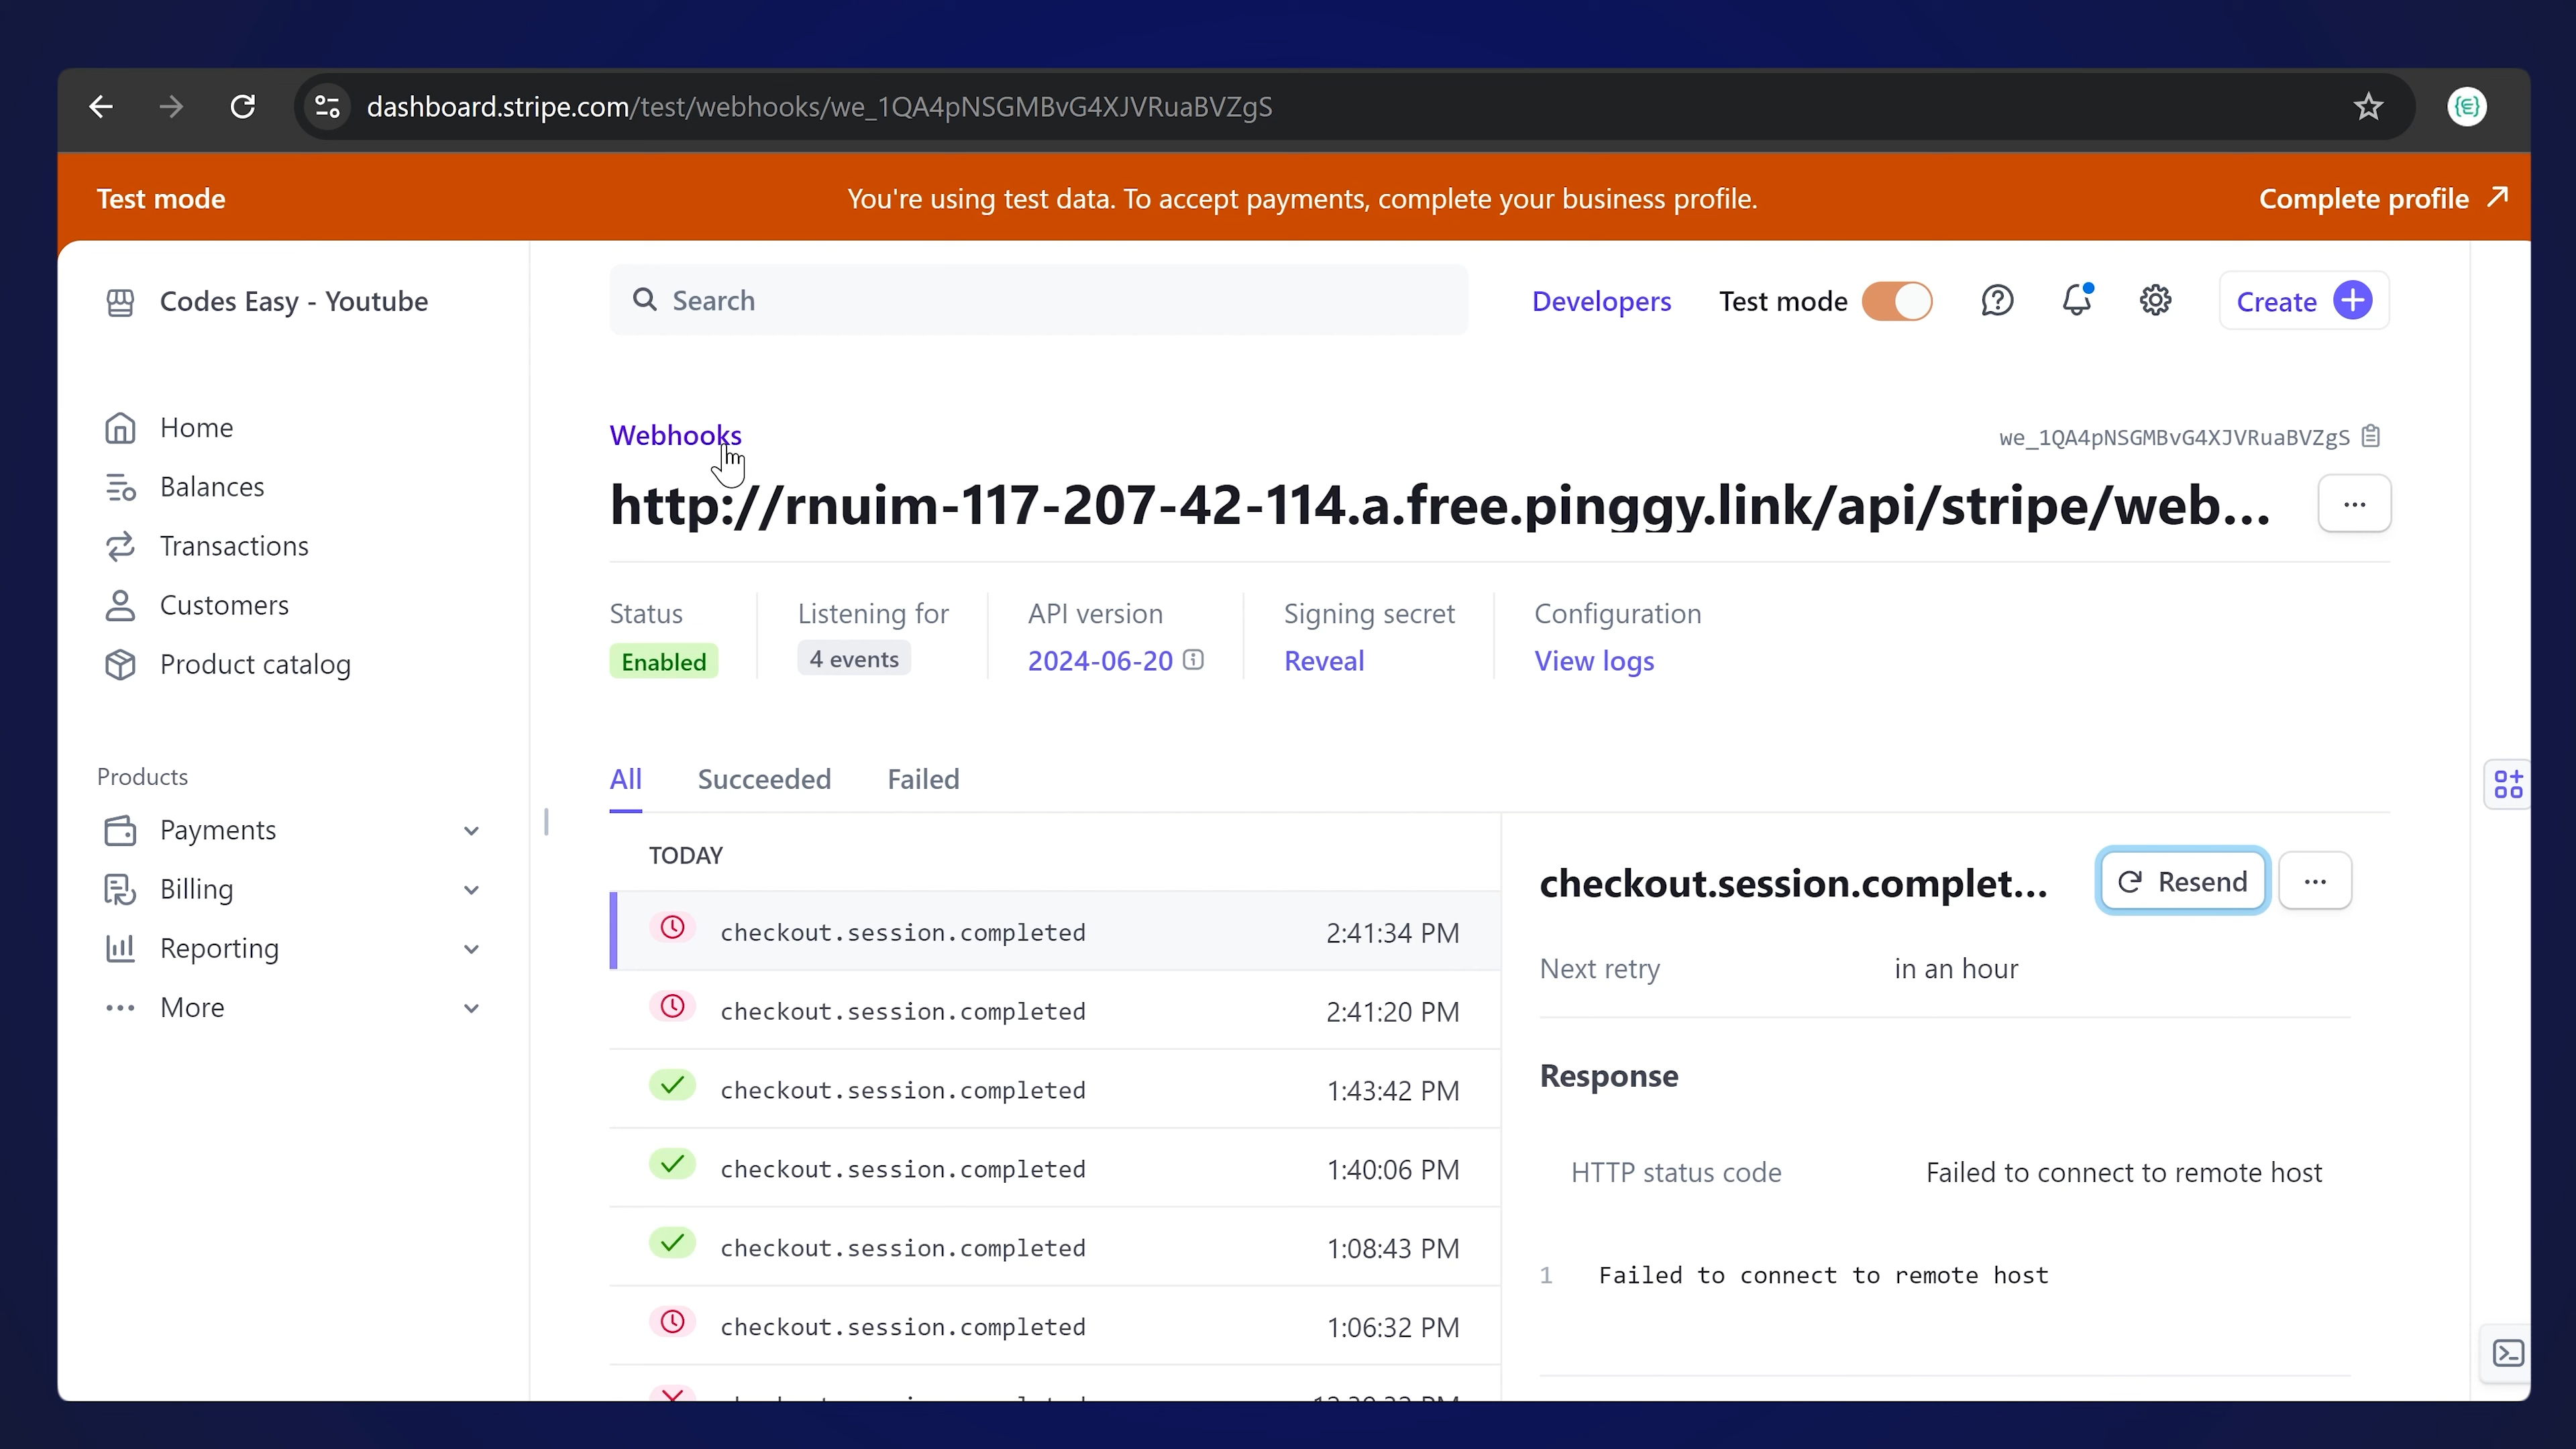 dashboard.stripe.com/test/webhooks/we_1QA4pNSGMBvG4XJVRuaBVZgS
Test mode
You're using test data. To accept payments, complete your business profile.
Complete profile
Codes Easy - Youtube
Search
Developers
Test mode
Create
Home
Balances
Transactions
Customers
Product catalog
Products
Payments
Billing
Reporting
More
Webhooks
we_1QA4pNSGMBvG4XJVRuaBVZgS
http://rnuim-117-207-42-114.a.free.pinggy.link/api/stripe/web...
Status
Listening for
API version
Signing secret
Configuration
Enabled
4 events
2024-06-20
Reveal
View logs
All
Succeeded
Failed
TODAY
checkout.session.completed 2:41:34 PM
checkout.session.completed 2:41:20 PM
checkout.session.completed 1:43:42 PM
checkout.session.completed 1:40:06 PM
checkout.session.completed 1:08:43 PM
checkout.session.completed 1:06:32 PM
checkout.session.complet...
Resend
Next retry in an hour
Response
HTTP status code Failed to connect to remote host
1 Failed to connect to remote host